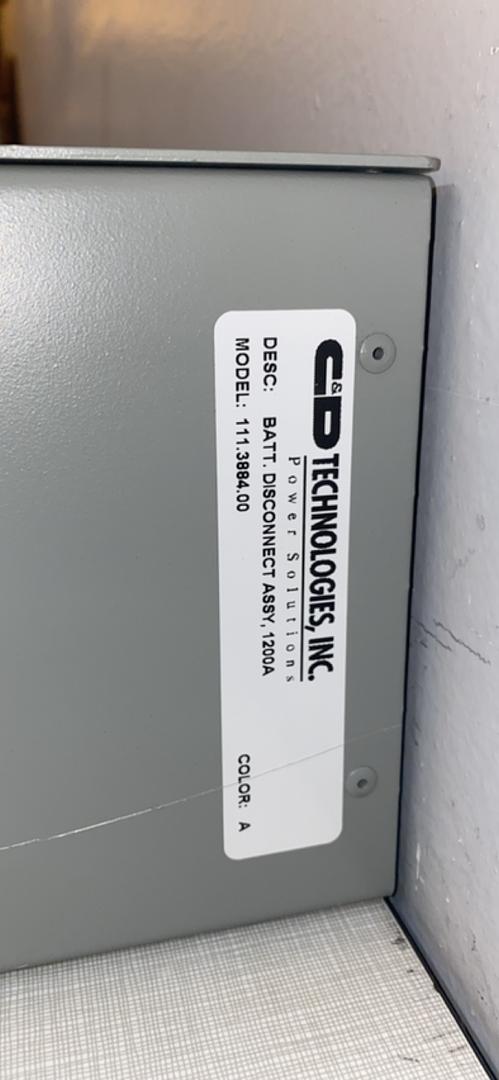 C&D TECHNOLOGIES, INC.
Power Solutions
DESC: BATT. DISCONNECT ASSY, 1200A
MODEL: 111.3884.00 COLOR: A